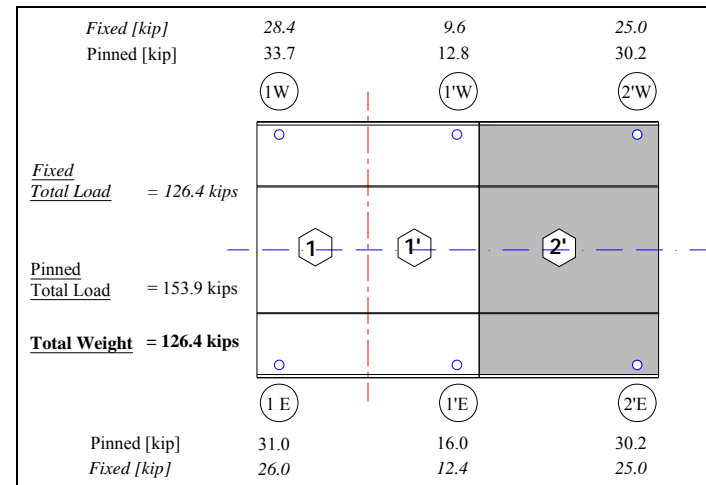 Fixed [kip] 28.4 9.6 25.0
Pinned [kip] 33.7 12.8 30.2
1W 1'W 2'W
Fixed
Total Load = 126.4 kips
1 1' 2'
Pinned
Total Load = 153.9 kips
Total Weight = 126.4 kips
1 E 1'E 2'E
Pinned [kip] 31.0 16.0 30.2
Fixed [kip] 26.0 12.4 25.0